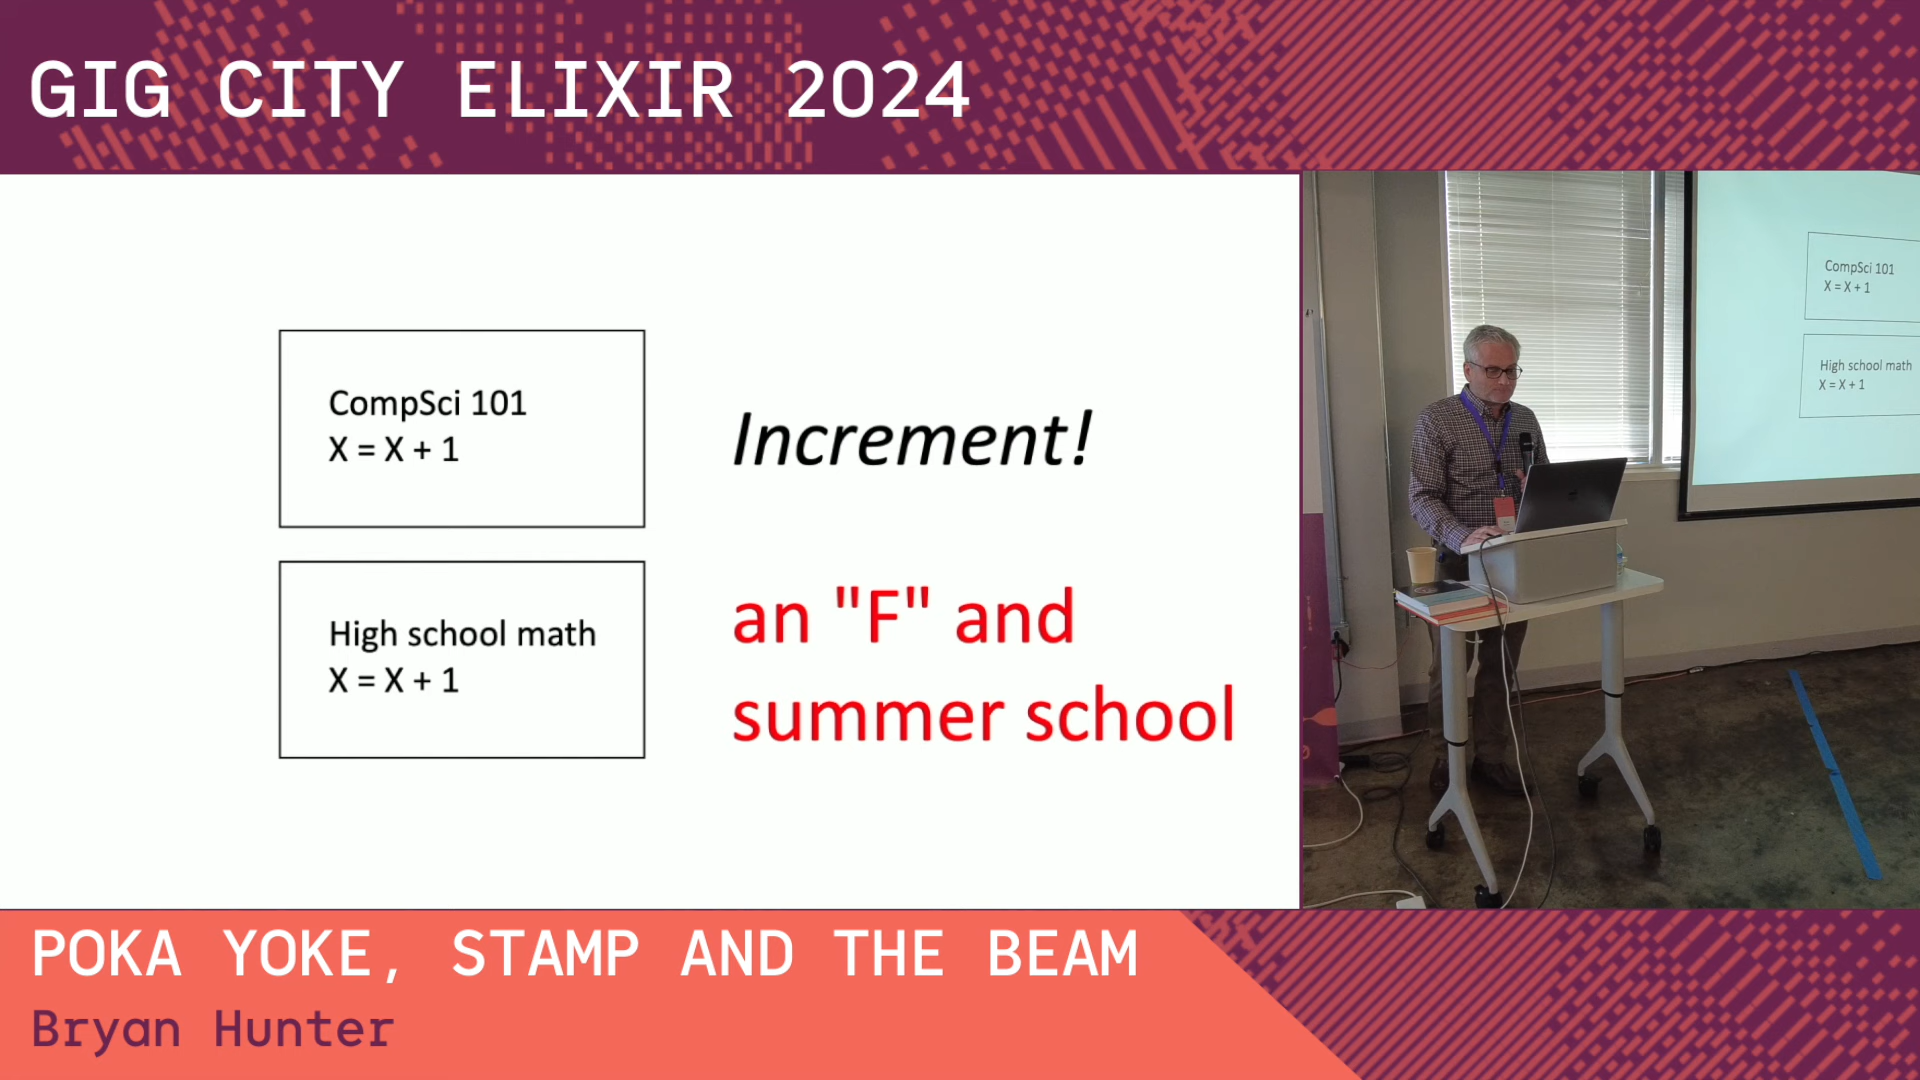 GIG CITY ELIXIR 2024
CompSci 101
X = X + 1
Increment!
High school math
X = X + 1
an "F" and
summer school
CompSci 101
X = X + 1
High school math
X = X + 1
POKA YOKE, STAMP AND THE BEAM
Bryan Hunter